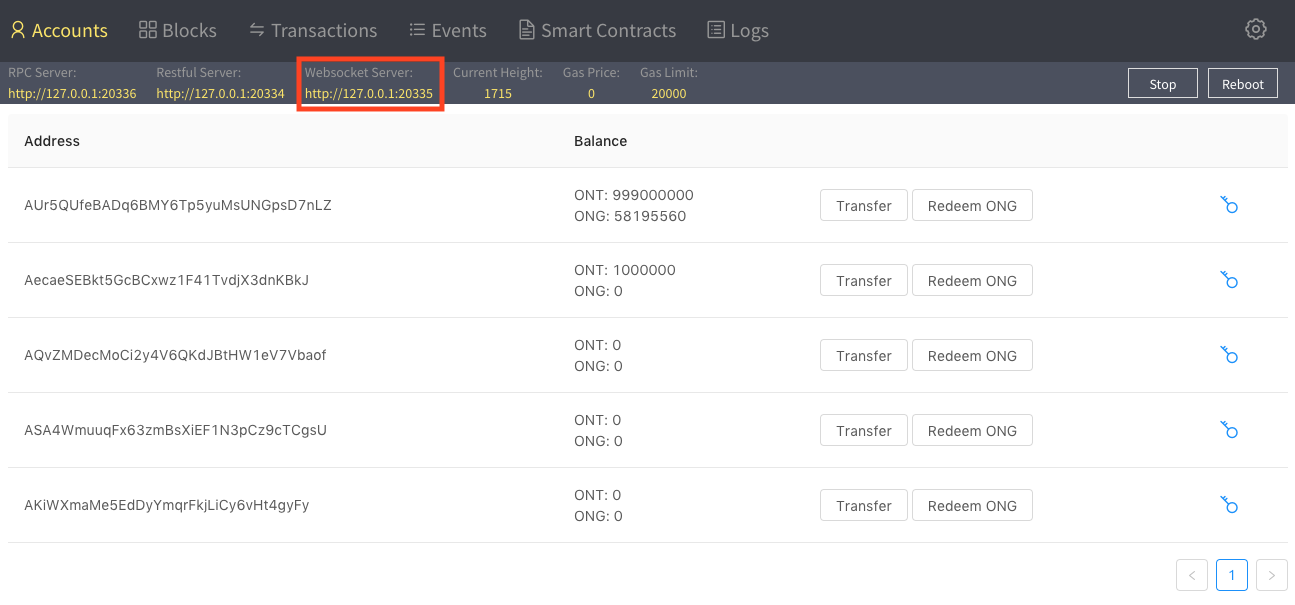 Accounts Blocks Transactions Events Smart Contracts Logs
RPC Server: Restful Server: Websocket Server: Current Height: Gas Price: Gas Limit:
http://127.0.0.1:20336 http://127.0.0.1:20334 http://127.0.0.1:20335 1715 0 20000
Stop Reboot
Address Balance
AUr5QUfeBADq6BMY6Tp5yuMsUNGpsD7nLZ
ONT: 999000000
ONG: 58195560
Transfer Redeem ONG
AecaeSEBkt5GcBCxwz1F41TvdjX3dnKBkJ
ONT: 1000000
ONG: 0
Transfer Redeem ONG
AQvZMDecMoCi2y4V6QKdJBtHW1eV7Vbaof
ONT: 0
ONG: 0
Transfer Redeem ONG
ASA4WmuuqFx63zmBsXiEF1N3pCz9cTCgsU
ONT: 0
ONG: 0
Transfer Redeem ONG
AKiWXmaMe5EdDyYmqrFkjLiCy6vHt4gyFy
ONT: 0
ONG: 0
Transfer Redeem ONG
< 1 >